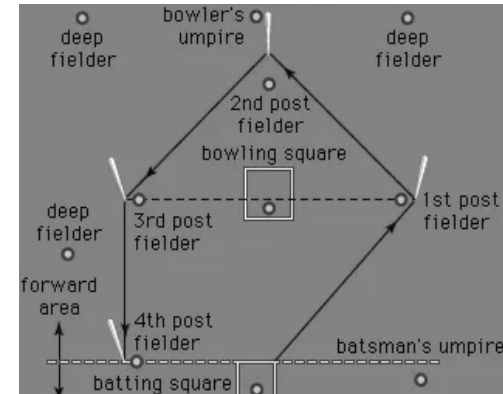 bowler's
umpire
deep
fielder
deep
fielder
2nd post
fielder
bowling square
deep
fielder
3rd post
fielder
1st post
fielder
forward
area
4th post
fielder
batsman's umpire
batting square